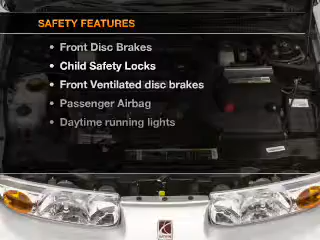 SAFETY FEATURES
• Front Disc Brakes
• Child Safety Locks
• Front Ventilated disc brakes
• Passenger Airbag
• Daytime running lights